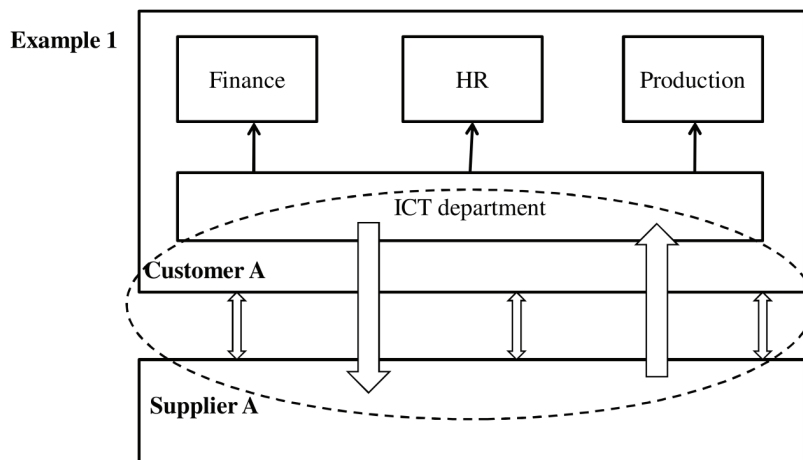 Example 1
Finance
HR
Production
ICT department
Customer A
Supplier A